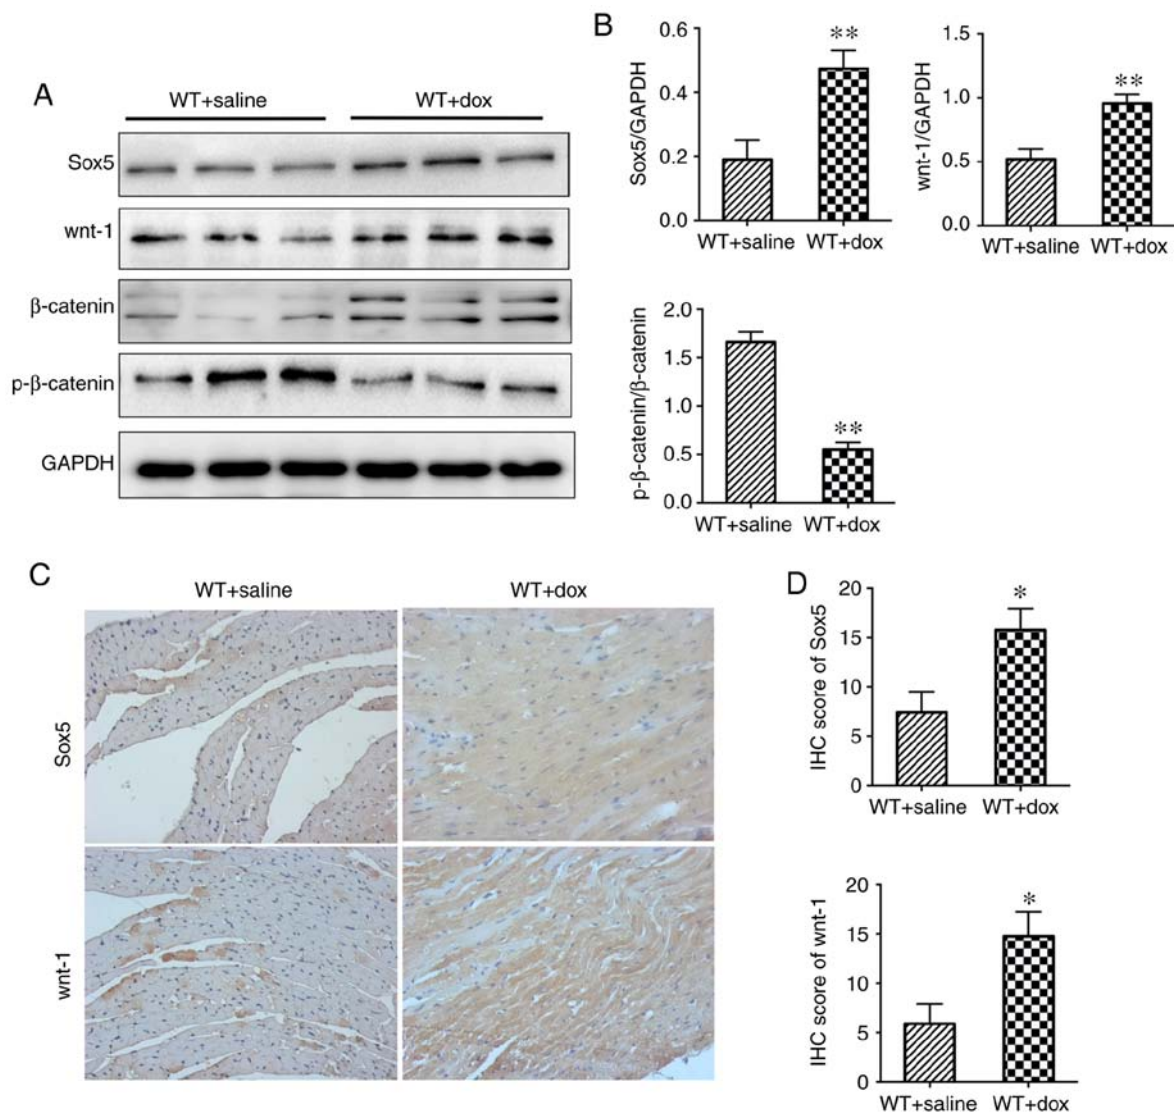 A
WT+saline WT+dox
Sox5
wnt-1
β-catenin
p-β-catenin
GAPDH
B
Sox5/GAPDH
0.6
0.4
0.2
0.0
**
WT+saline WT+dox
wnt-1/GAPDH
1.5
1.0
0.5
0.0
**
WT+saline WT+dox
p-β-catenin/β-catenin
2.0
1.5
1.0
0.5
0.0
**
WT+saline WT+dox
C
WT+saline WT+dox
Sox5
wnt-1
D
IHC score of Sox5
20
15
10
5
0
*
WT+saline WT+dox
IHC score of wnt-1
20
15
10
5
0
*
WT+saline WT+dox